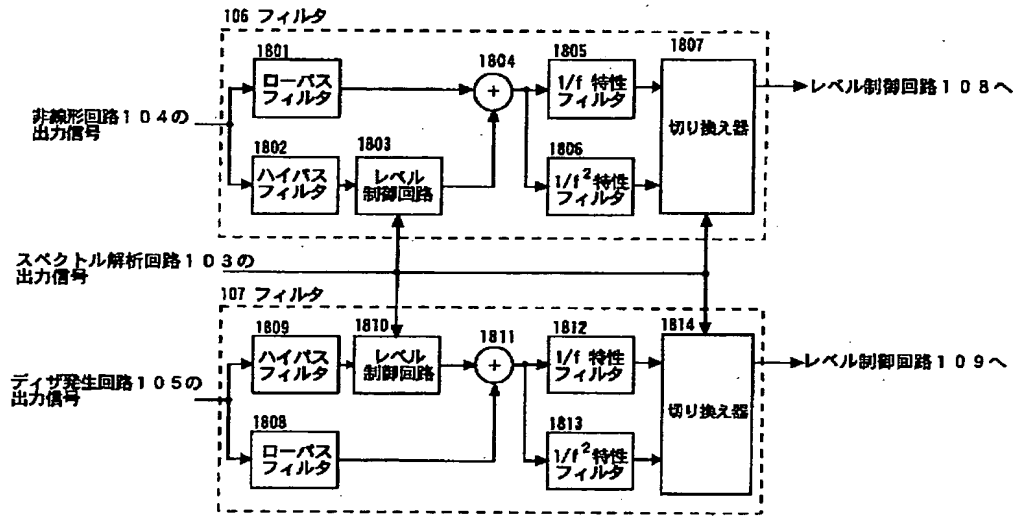 106 フィルタ
1801
ローパス
フィルタ
1804
+
1805
1/f 特性
フィルタ
1807
切り換え器
レベル制御回路108へ
非線形回路104の
出力信号
1802
ハイパス
フィルタ
1803
レベル
制御回路
1806
1/f² 特性
フィルタ
スペクトル解析回路103の
出力信号
107 フィルタ
1809
ハイパス
フィルタ
1810
レベル
制御回路
1811
+
1812
1/f 特性
フィルタ
1814
切り換え器
レベル制御回路109へ
ディザ発生回路105の
出力信号
1808
ローパス
フィルタ
1813
1/f² 特性
フィルタ